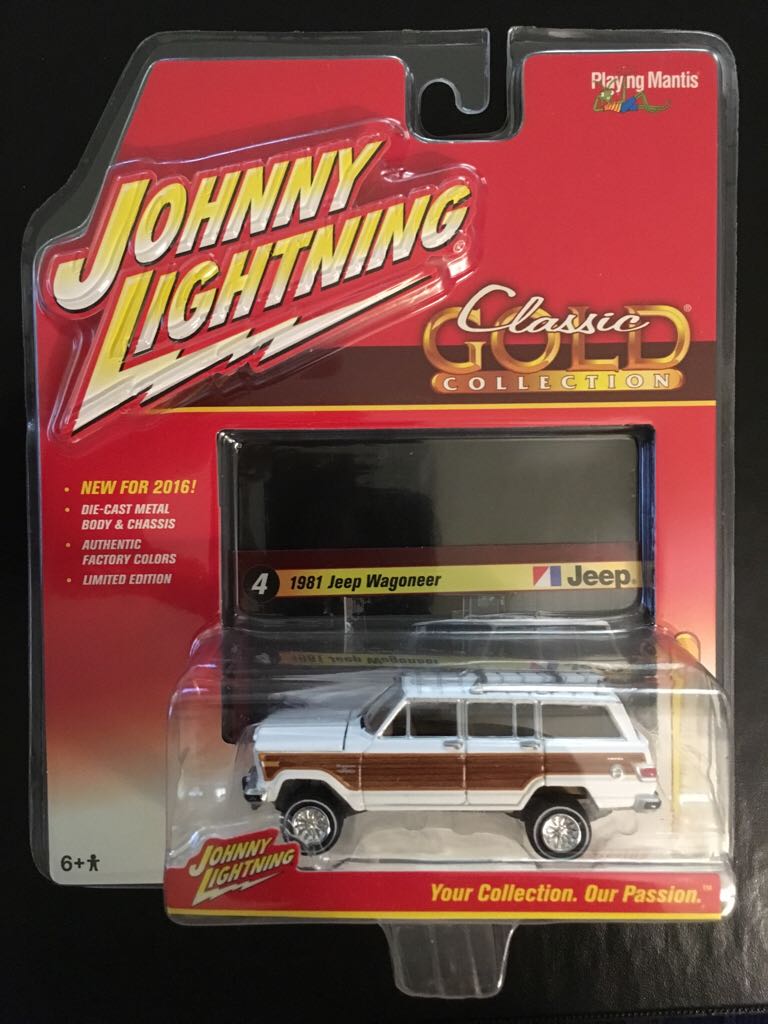 Playing Mantis
JOHNNY
LIGHTNING®
Classic
GOLD®
COLLECTION
• NEW FOR 2016!
• DIE-CAST METAL
BODY & CHASSIS
• AUTHENTIC
FACTORY COLORS
• LIMITED EDITION
4 1981 Jeep Wagoneer Jeep®
6+
JOHNNY
LIGHTNING
Your Collection. Our Passion.™